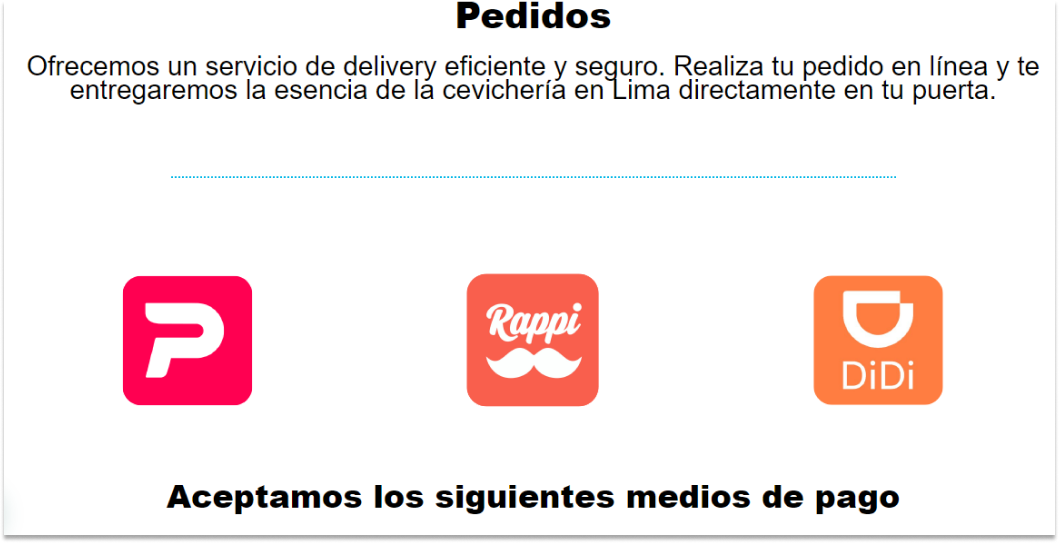 Pedidos
Ofrecemos un servicio de delivery eficiente y seguro. Realiza tu pedido en línea y te
entregaremos la esencia de la cevichería en Lima directamente en tu puerta.
P
Rappi
DiDi
Aceptamos los siguientes medios de pago